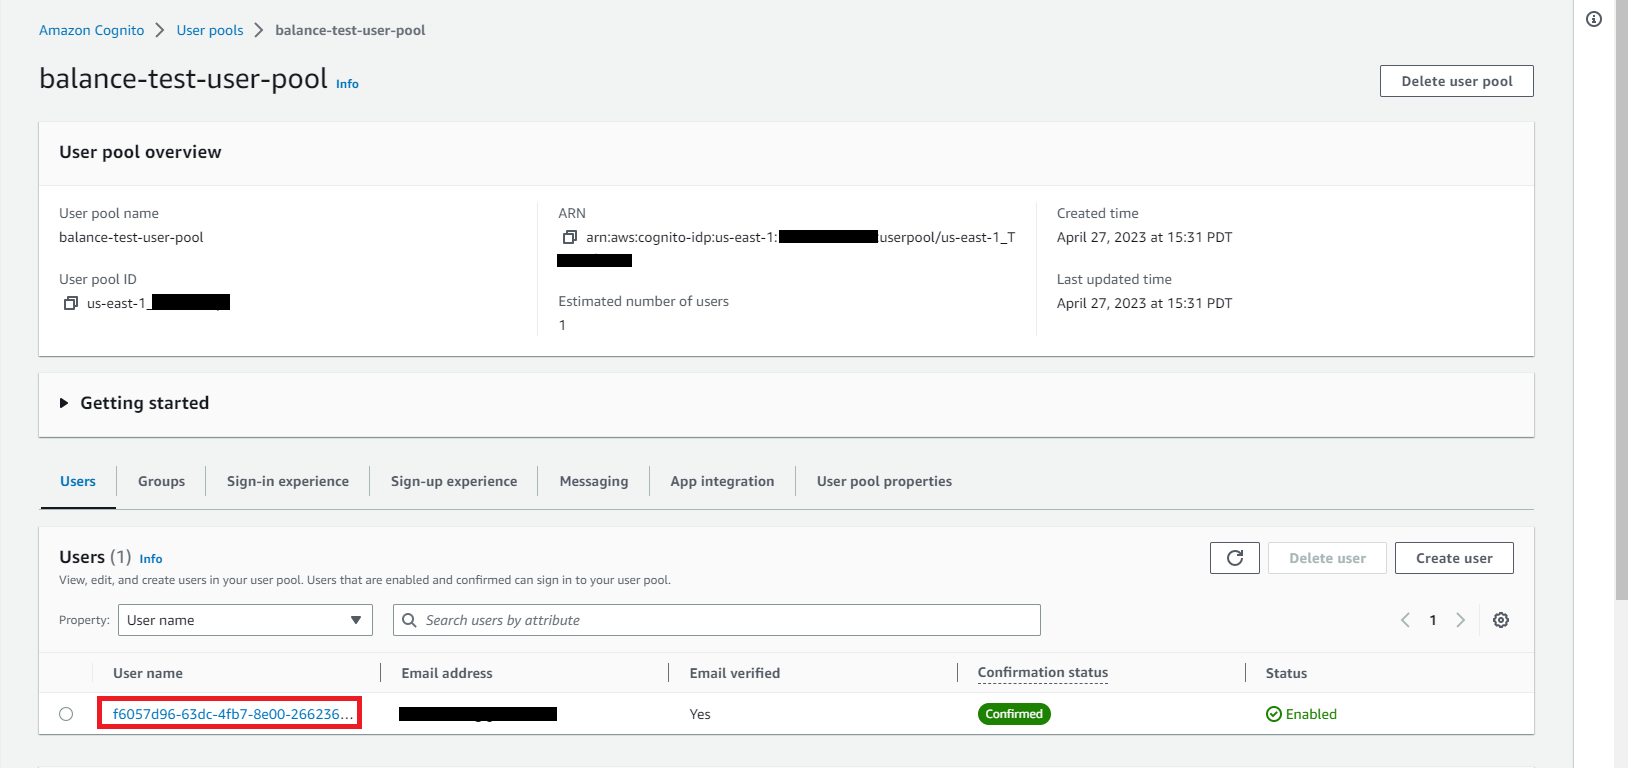 Amazon Cognito > User pools > balance-test-user-pool
balance-test-user-pool Info
Delete user pool
User pool overview
User pool name
balance-test-user-pool
User pool ID
us-east-1_
ARN
arn:aws:cognito-idp:us-east-1: userpool/us-east-1_T
Estimated number of users
1
Created time
April 27, 2023 at 15:31 PDT
Last updated time
April 27, 2023 at 15:31 PDT
Getting started
Users Groups Sign-in experience Sign-up experience Messaging App integration User pool properties
Users (1) Info
View, edit, and create users in your user pool. Users that are enabled and confirmed can sign in to your user pool.
Delete user Create user
Property: User name Search users by attribute 1
User name Email address Email verified Confirmation status Status
f6057d96-63dc-4fb7-8e00-266236... Yes Confirmed Enabled